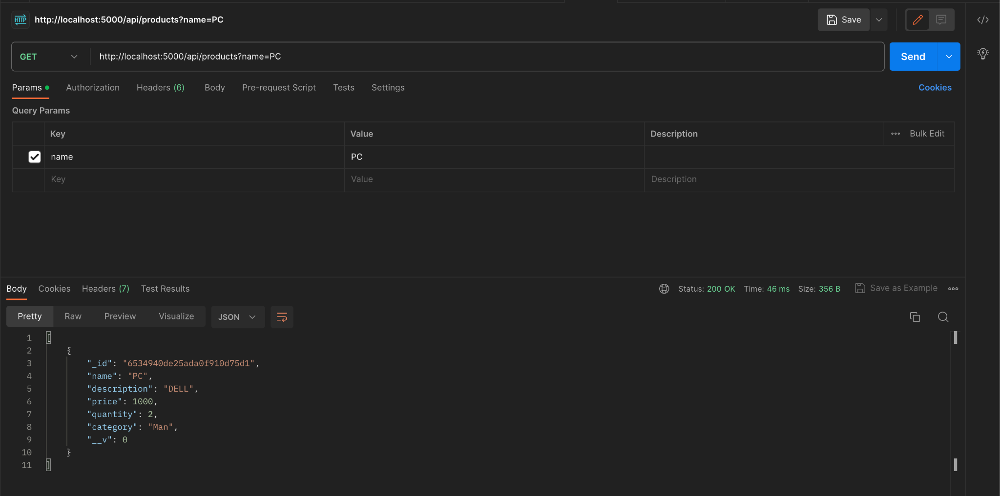 HTTP http://localhost:5000/api/products?name=PC Save
GET http://localhost:5000/api/products?name=PC Send
Params Authorization Headers (6) Body Pre-request Script Tests Settings Cookies
Query Params
Key Value Description ••• Bulk Edit
name PC
Key Value Description
Body Cookies Headers (7) Test Results Status: 200 OK Time: 46 ms Size: 356 B Save as Example
Pretty Raw Preview Visualize JSON
1 [
2 {
3 "_id": "6534940de25ada0f910d75d1",
4 "name": "PC",
5 "description": "DELL",
6 "price": 1000,
7 "quantity": 2,
8 "category": "Man",
9 "__v": 0
10 }
11 ]